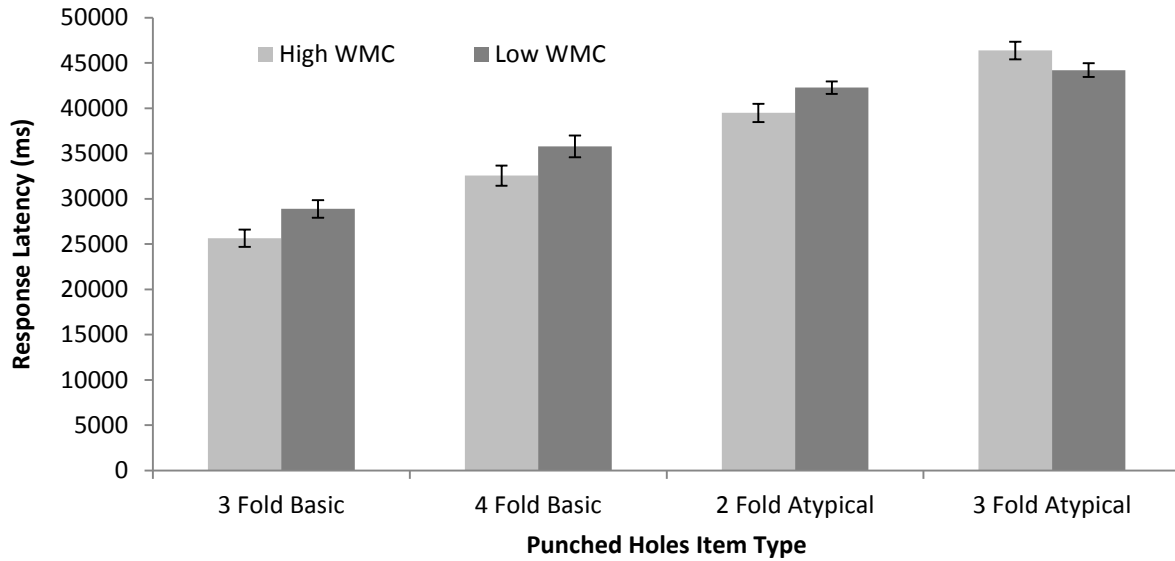 50000
45000
40000
35000
30000
25000
20000
15000
10000
5000
0
Response Latency (ms)
High WMC Low WMC
3 Fold Basic 4 Fold Basic 2 Fold Atypical 3 Fold Atypical
Punched Holes Item Type